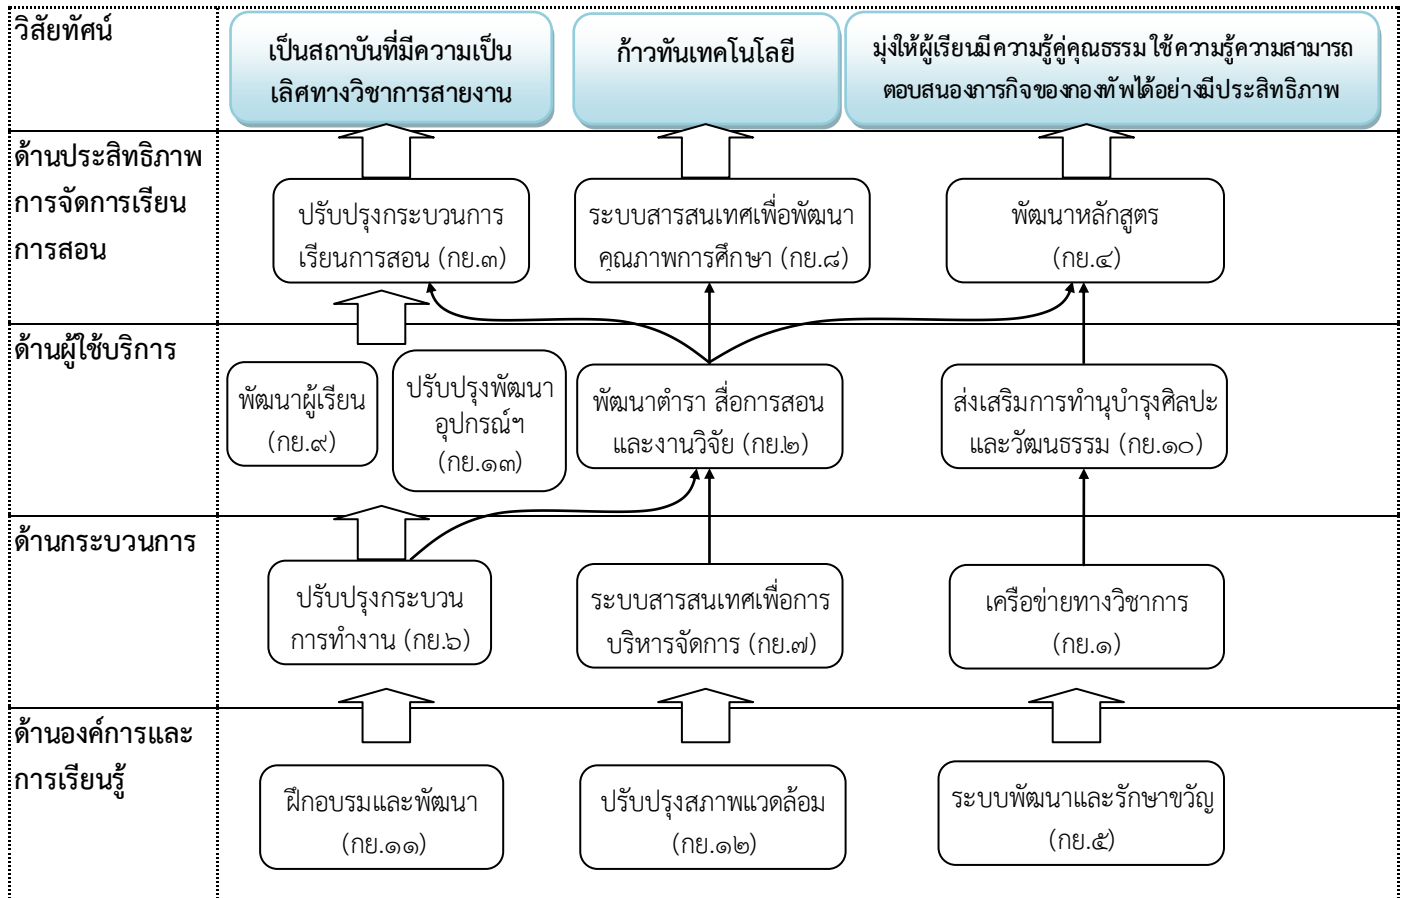 วิสัยทัศน์
เป็นสถาบันที่มีความเป็น
เลิศทางวิชาการสายงาน
ก้าวทันเทคโนโลยี
มุ่งให้ผู้เรียนมีความรู้คู่คุณธรรม ใช้ความรู้ความสามารถ
ตอบสนองภารกิจของกองทัพได้อย่างมีประสิทธิภาพ
ด้านประสิทธิภาพ
การจัดการเรียน
การสอน
ปรับปรุงกระบวนการ
เรียนการสอน (กย.๓)
ระบบสารสนเทศเพื่อพัฒนา
คุณภาพการศึกษา (กย.๘)
พัฒนาหลักสูตร
(กย.๔)
ด้านผู้ใช้บริการ
พัฒนาผู้เรียน
(กย.๙)
ปรับปรุงพัฒนา
อุปกรณ์ฯ
(กย.๑๓)
พัฒนาตำรา สื่อการสอน
และงานวิจัย (กย.๒)
ส่งเสริมการทำนุบำรุงศิลปะ
และวัฒนธรรม (กย.๑๐)
ด้านกระบวนการ
ปรับปรุงกระบวน
การทำงาน (กย.๖)
ระบบสารสนเทศเพื่อการ
บริหารจัดการ (กย.๗)
เครือข่ายทางวิชาการ
(กย.๑)
ด้านองค์การและ
การเรียนรู้
ฝึกอบรมและพัฒนา
(กย.๑๑)
ปรับปรุงสภาพแวดล้อม
(กย.๑๒)
ระบบพัฒนาและรักษาขวัญ
(กย.๕)